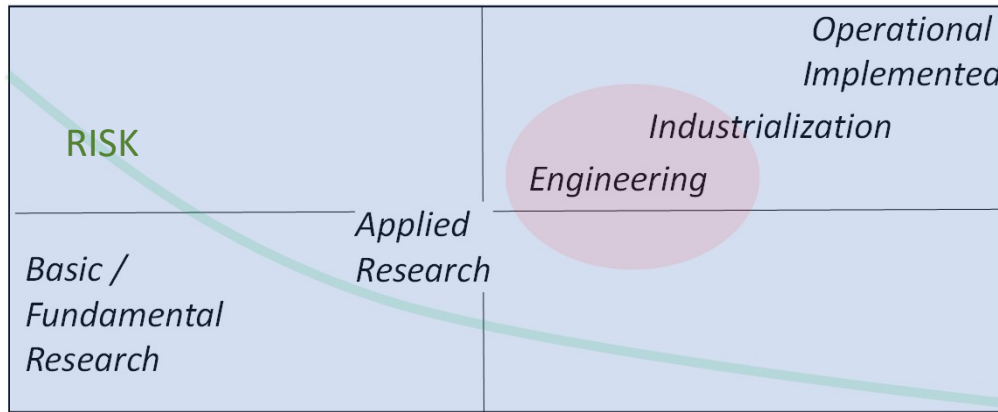 Operational
Implemented
Industrialization
RISK
Engineering
Applied
Research
Basic /
Fundamental
Research